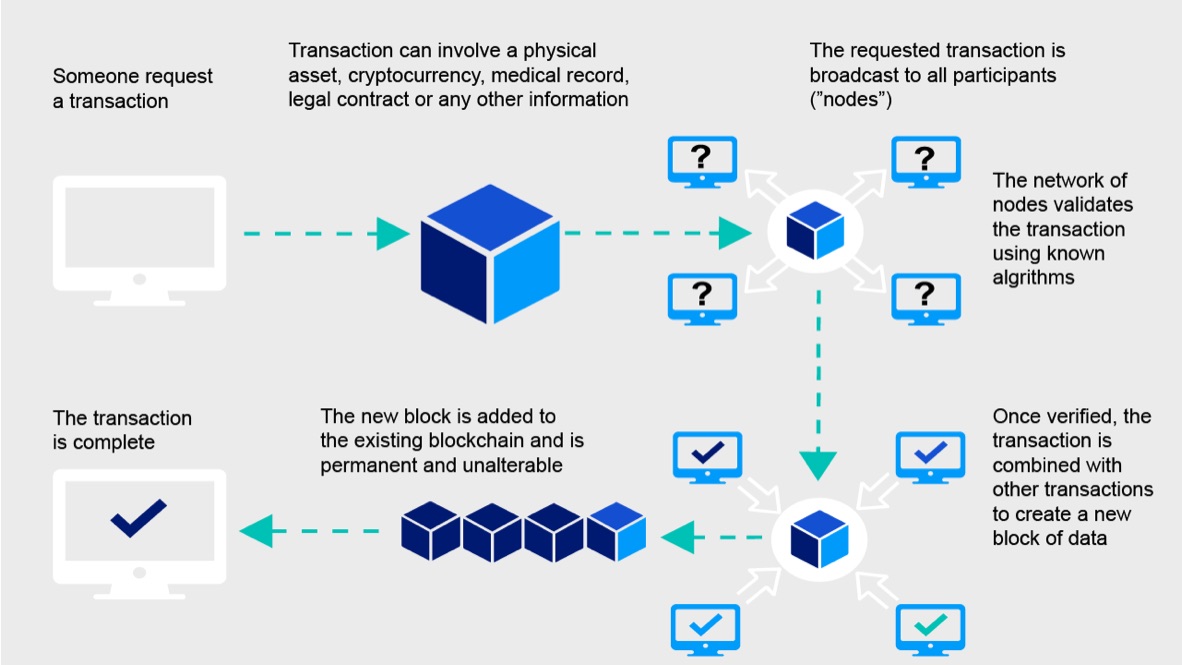 Someone request
a transaction
Transaction can involve a physical
asset, cryptocurrency, medical record,
legal contract or any other information
The requested transaction is
broadcast to all participants
(”nodes”)
?
?
?
?
The network of
nodes validates
the transaction
using known
algrithms
Once verified, the
transaction is
combined with
other transactions
to create a new
block of data
The new block is added to
the existing blockchain and is
permanent and unalterable
The transaction
is complete